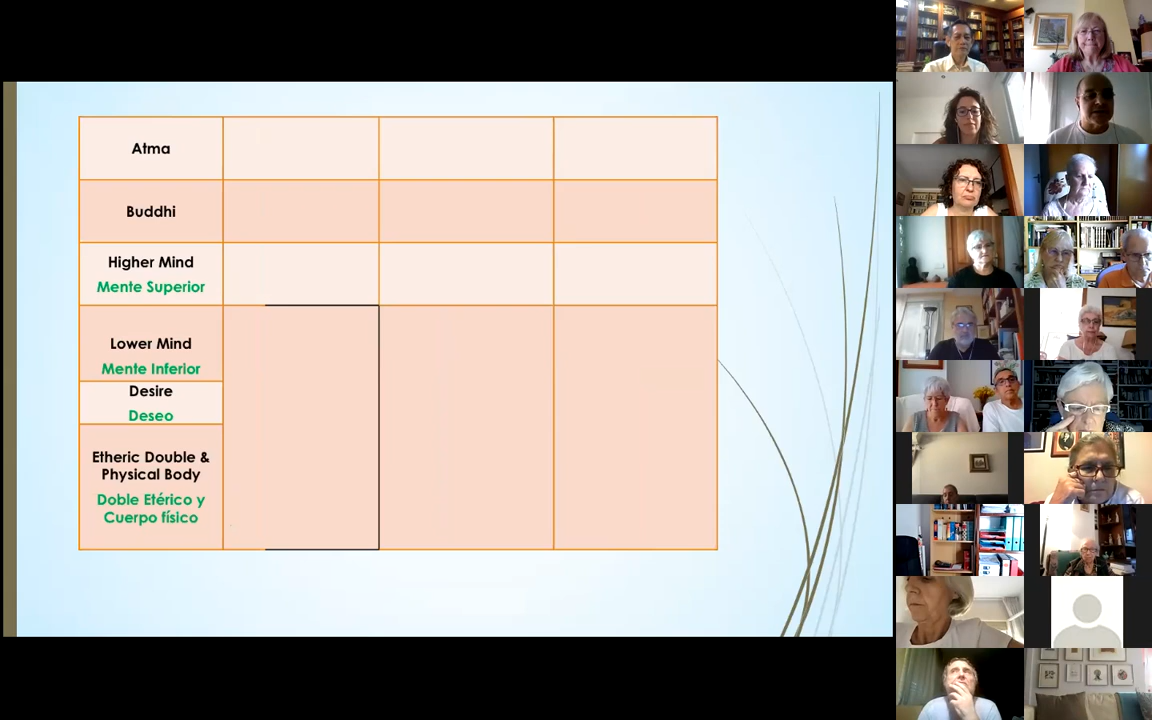 Atma
Buddhi
Higher Mind
Mente Superior
Lower Mind
Mente Inferior
Desire
Deseo
Etheric Double &
Physical Body
Doble Etérico y
Cuerpo físico